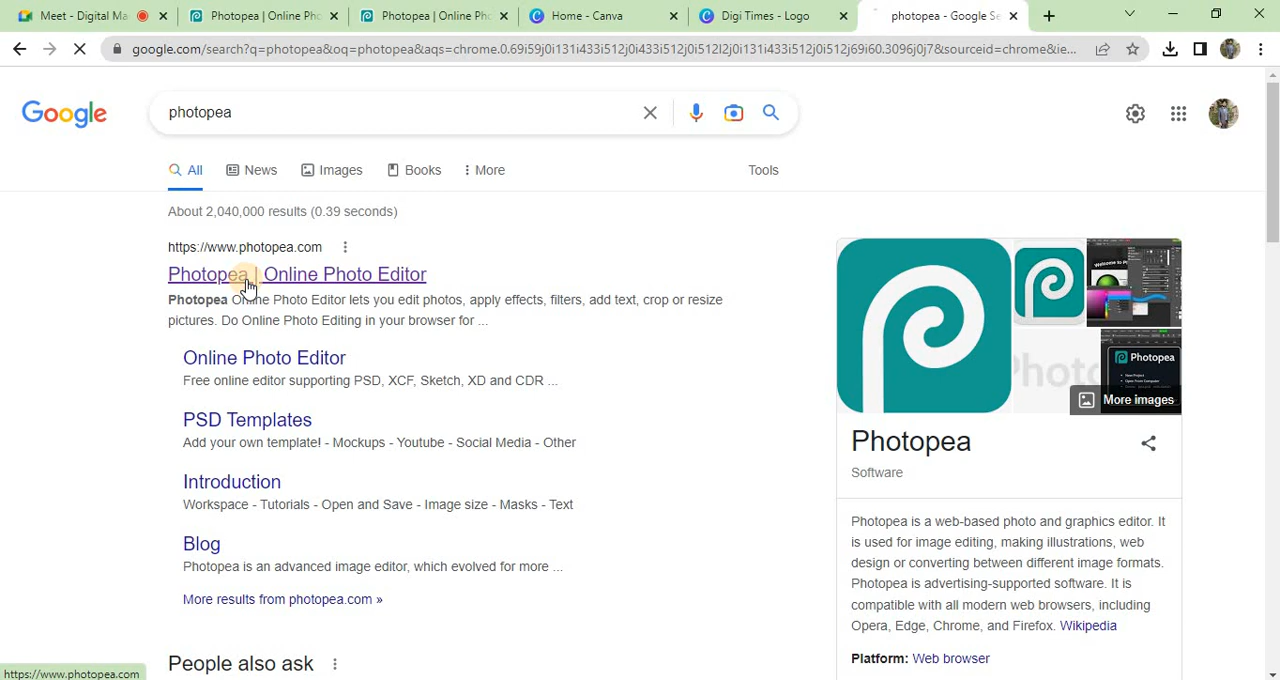 Meet - Digital Ma
Photopea | Online Pho
Photopea | Online Pho
Home - Canva
Digi Times - Logo
photopea - Google Se
google.com/search?q=photopea&oq=photopea&aqs=chrome.0.69i59j0i131i433i512j0i433i512j0i512l2j0i131i433i512j0i512j69i60.3096j0j7&sourceid=chrome&ie...
Google
photopea
All
News
Images
Books
More
Tools
About 2,040,000 results (0.39 seconds)
https://www.photopea.com
Photopea | Online Photo Editor
Photopea Online Photo Editor lets you edit photos, apply effects, filters, add text, crop or resize
pictures. Do Online Photo Editing in your browser for ...
Online Photo Editor
Free online editor supporting PSD, XCF, Sketch, XD and CDR ...
PSD Templates
Add your own template! - Mockups - Youtube - Social Media - Other
Introduction
Workspace - Tutorials - Open and Save - Image size - Masks - Text
Blog
Photopea is an advanced image editor, which evolved for more ...
More results from photopea.com »
People also ask
https://www.photopea.com
Photopea
More images
Photopea
Software
Photopea is a web-based photo and graphics editor. It
is used for image editing, making illustrations, web
design or converting between different image formats.
Photopea is advertising-supported software. It is
compatible with all modern web browsers, including
Opera, Edge, Chrome, and Firefox. Wikipedia
Platform: Web browser